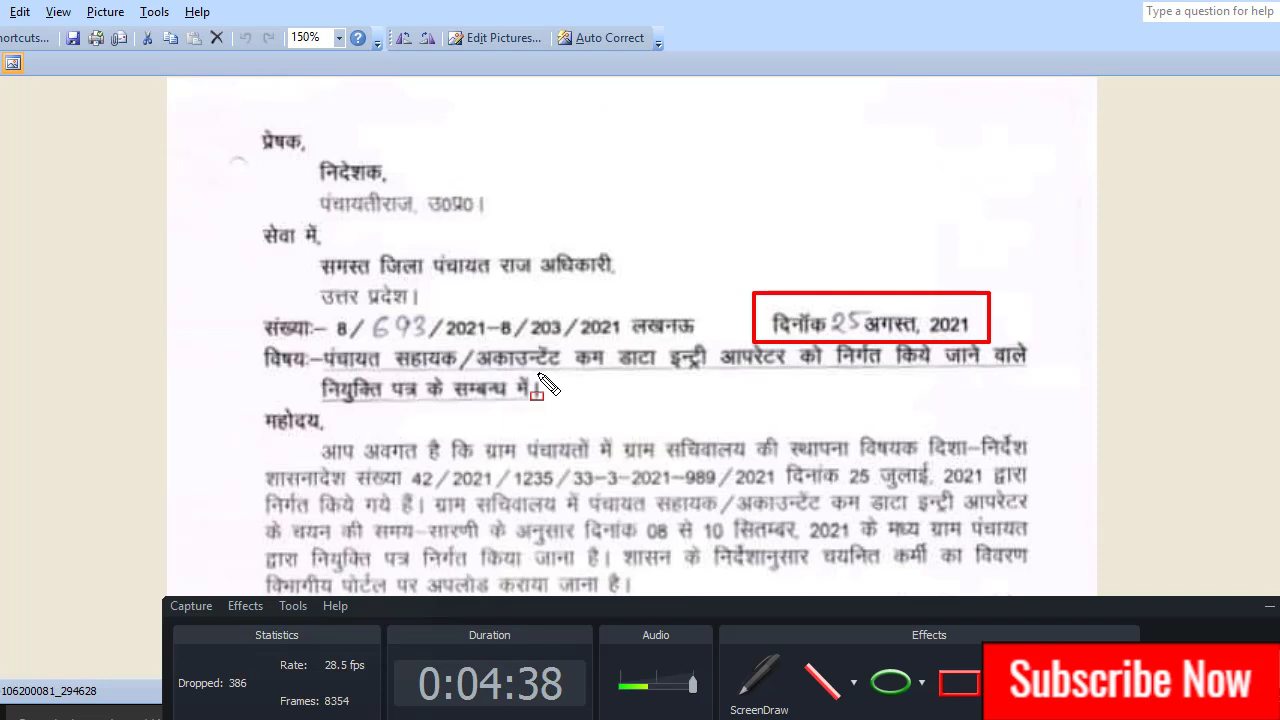 Edit View Picture Tools Help Type a question for help
ortcuts... 150% Edit Pictures... Auto Correct
प्रेषक,
निदेशक,
पंचायतीराज, उ0प्र0।
सेवा में,
समस्त जिला पंचायत राज अधिकारी,
उत्तर प्रदेश।
संख्याः- 8/693/2021-8/203/2021 लखनऊ दिनॉक 25 अगस्त, 2021
विषयः-पंचायत सहायक/अकाउन्टेंट कम डाटा इन्ट्री आपरेटर को निर्गत किये जाने वाले
नियुक्ति पत्र के सम्बन्ध में।
महोदय,
आप अवगत है कि ग्राम पंचायतों में ग्राम सचिवालय की स्थापना विषयक दिशा-निर्देश
शासनादेश संख्या 42/2021/1235/33-3-2021-989/2021 दिनांक 25 जुलाई, 2021 द्वारा
निर्गत किये गये हैं। ग्राम सचिवालय में पंचायत सहायक/अकाउन्टेंट कम डाटा इन्ट्री आपरेटर
के चयन की समय-सारणी के अनुसार दिनांक 08 से 10 सितम्बर, 2021 के मध्य ग्राम पंचायत
द्वारा नियुक्ति पत्र निर्गत किया जाना है। शासन के निर्देशानुसार चयनित कर्मी का विवरण
विभागीय पोर्टल पर अपलोड कराया जाना है।
Capture Effects Tools Help
Statistics Duration Audio Effects
Rate: 28.5 fps
Dropped: 386
Frames: 8354
0:04:38
ScreenDraw
Subscribe Now
106200081_294628